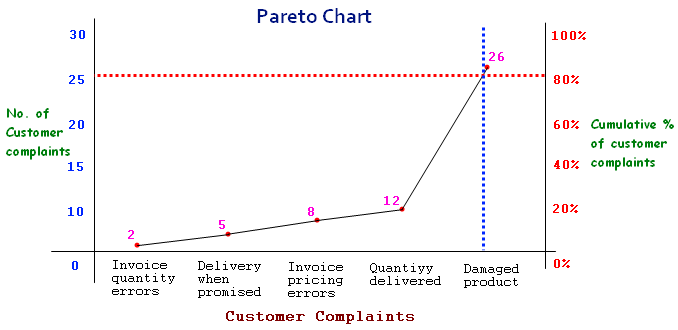 Pareto Chart
30
25
20
15
10
0
No. of
Customer
complaints
100%
80%
60%
40%
20%
0%
Cumulative %
of customer
complaints
2
5
8
12
26
Invoice
quantity
errors
Delivery
when
promised
Invoice
pricing
errors
Quantiyy
delivered
Damaged
product
Customer Complaints